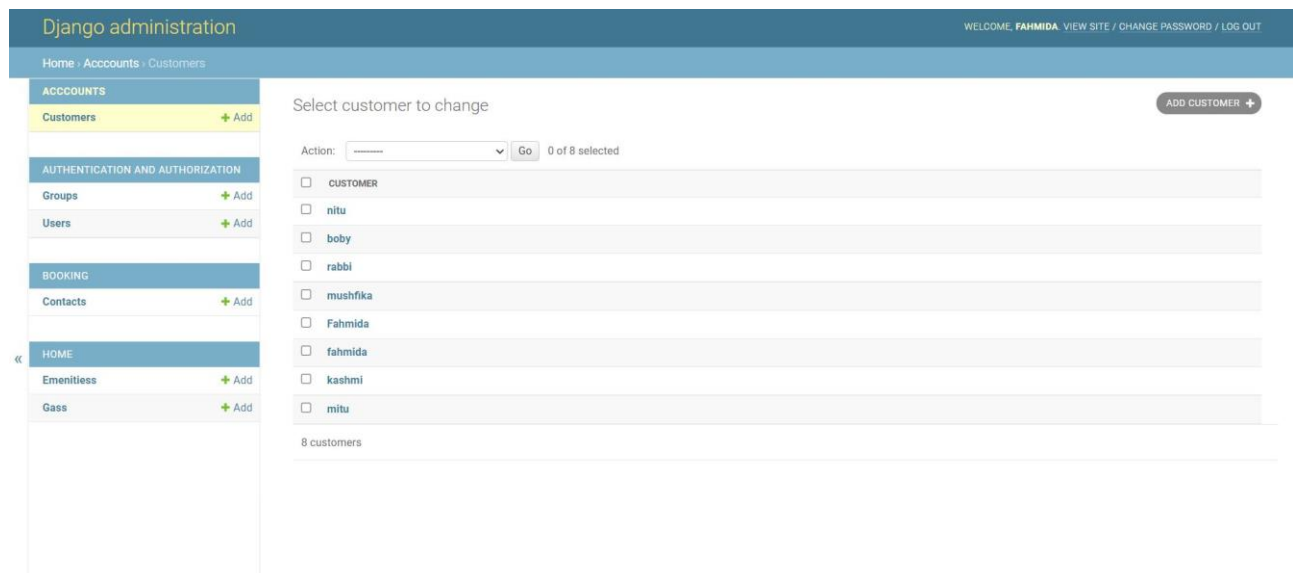 Django administration
WELCOME, FAHMIDA. VIEW SITE / CHANGE PASSWORD / LOG OUT
Home › Acccounts › Customers
ACCCOUNTS
Customers + Add
AUTHENTICATION AND AUTHORIZATION
Groups + Add
Users + Add
BOOKING
Contacts + Add
«
HOME
Emenitiess + Add
Gass + Add
Select customer to change
ADD CUSTOMER +
Action: --------- Go 0 of 8 selected
CUSTOMER
nitu
boby
rabbi
mushfika
Fahmida
fahmida
kashmi
mitu
8 customers